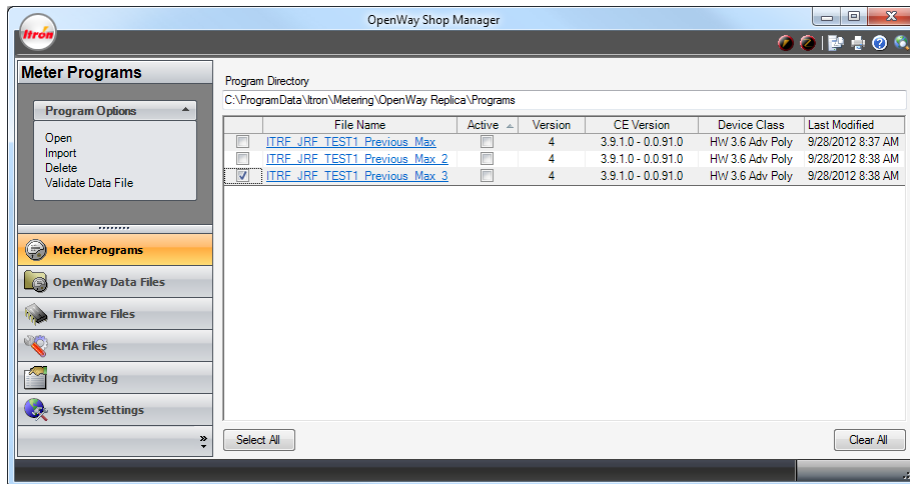 OpenWay Shop Manager
Itron
Meter Programs
Program Options
Open
Import
Delete
Validate Data File
Meter Programs
OpenWay Data Files
Firmware Files
RMA Files
Activity Log
System Settings
Program Directory
C:\ProgramData\Itron\Metering\OpenWay Replica\Programs
File Name Active Version CE Version Device Class Last Modified
ITRF_JRF_TEST1_Previous_Max 4 3.9.1.0 - 0.0.91.0 HW 3.6 Adv Poly 9/28/2012 8:37 AM
ITRF_JRF_TEST1_Previous_Max_2 4 3.9.1.0 - 0.0.91.0 HW 3.6 Adv Poly 9/28/2012 8:38 AM
ITRF_JRF_TEST1_Previous_Max_3 4 3.9.1.0 - 0.0.91.0 HW 3.6 Adv Poly 9/28/2012 8:38 AM
Select All
Clear All